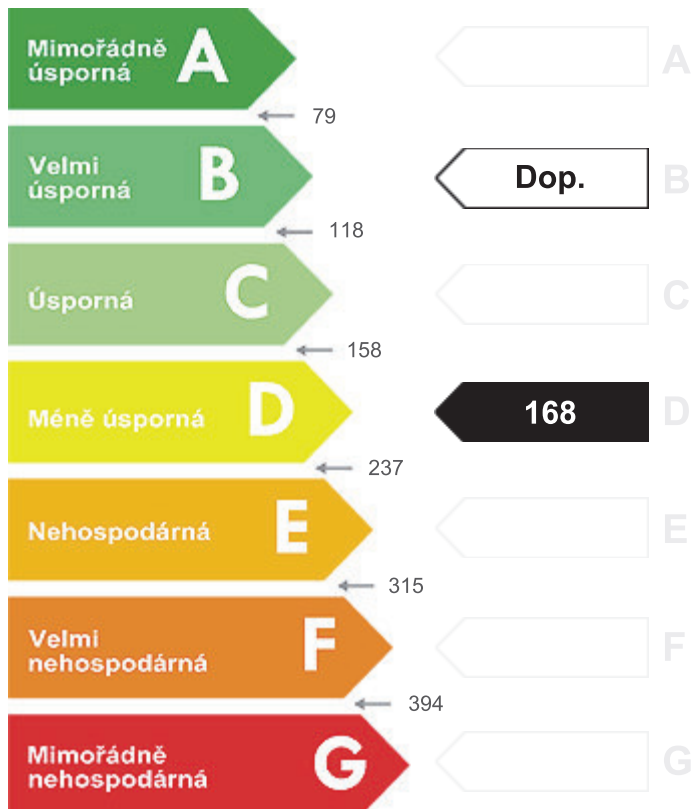 Mimořádně
úsporná
A
A
79
Velmi
úsporná
B
Dop.
B
118
Úsporná
C
C
158
Méně úsporná
D
168
D
237
Nehospodárná
E
E
315
Velmi
nehospodárná
F
F
394
Mimořádně
nehospodárná
G
G